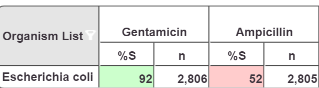 Organism List Gentamicin Ampicillin
%S n %S n
Escherichia coli 92 2,806 52 2,805